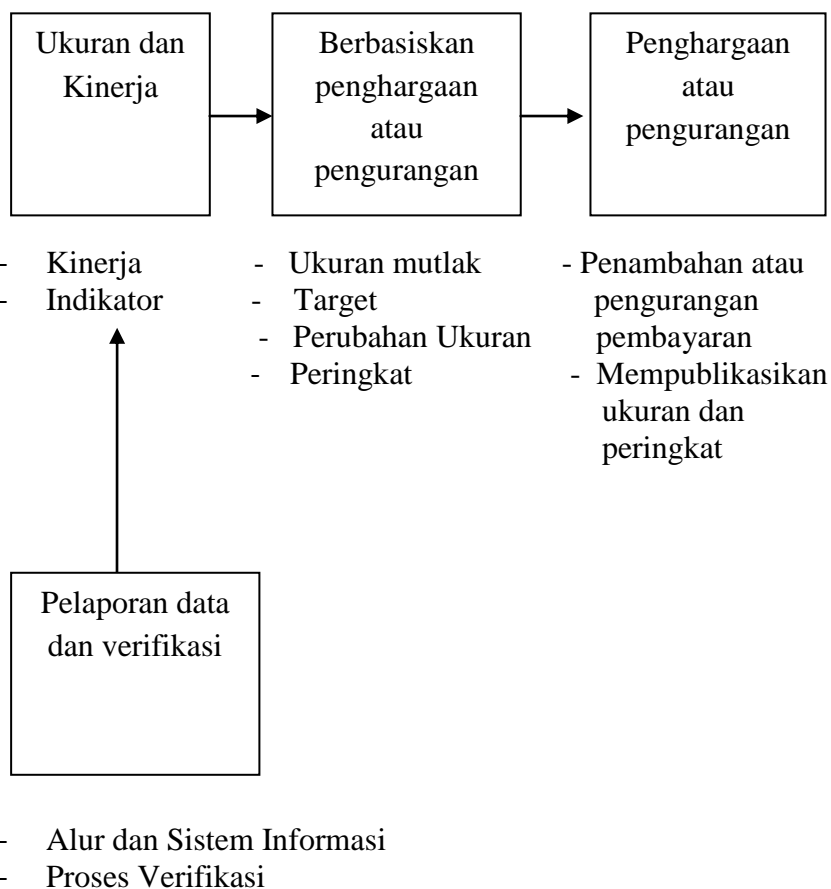 Ukuran dan
Kinerja
Berbasiskan
penghargaan
atau
pengurangan
Penghargaan
atau
pengurangan
- Kinerja
- Indikator
- Ukuran mutlak
- Target
- Perubahan Ukuran
- Peringkat
- Penambahan atau
pengurangan
pembayaran
- Mempublikasikan
ukuran dan
peringkat
Pelaporan data
dan verifikasi
- Alur dan Sistem Informasi
- Proses Verifikasi